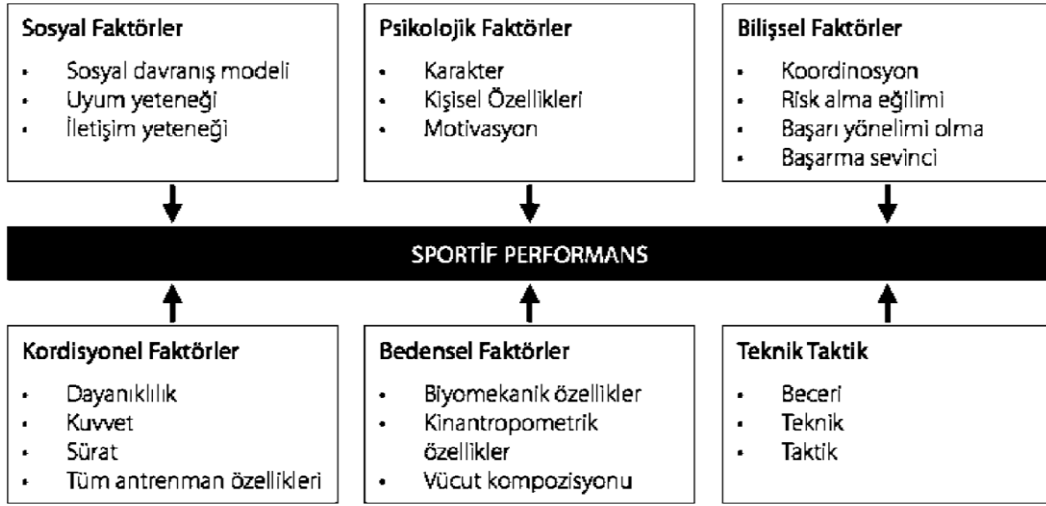 Sosyal Faktörler
• Sosyal davranış modeli
• Uyum yeteneği
• İletişim yeteneği
Psikolojik Faktörler
• Karakter
• Kişisel Özellikleri
• Motivasyon
Bilişsel Faktörler
• Koordinosyon
• Risk alma eğilimi
• Başarı yönelimi olma
• Başarma sevinci
SPORTİF PERFORMANS
Kordisyonel Faktörler
• Dayanıklılık
• Kuvvet
• Sürat
• Tüm antrenman özellikleri
Bedensel Faktörler
• Biyomekanik özellikler
• Kinantropometrik
özellikler
• Vücut kompozisyonu
Teknik Taktik
• Beceri
• Teknik
• Taktik